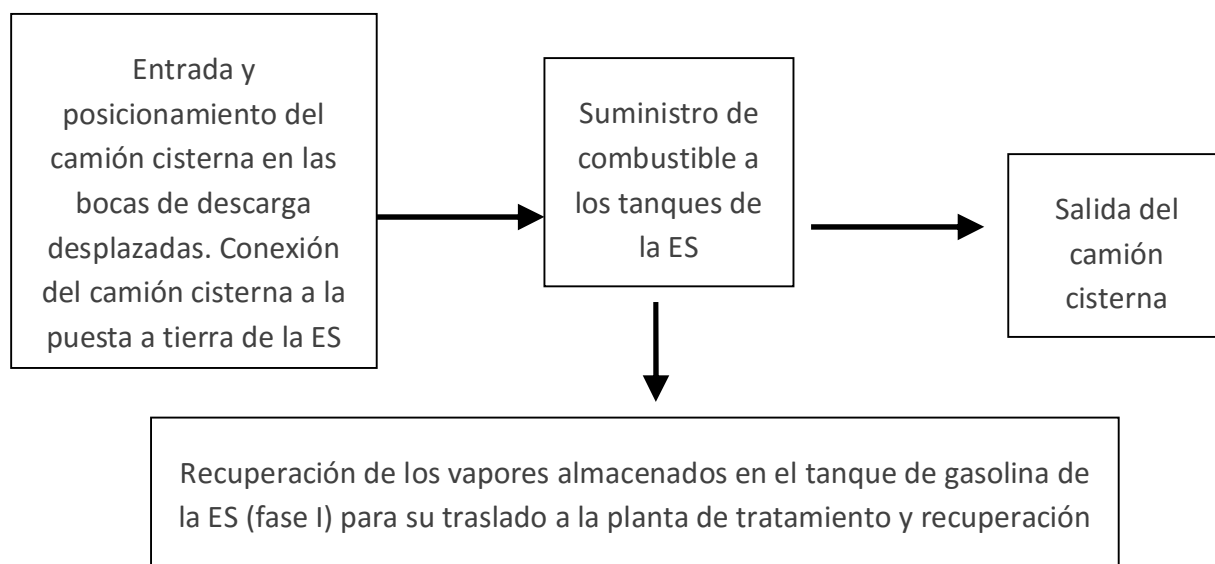 Entrada y
posicionamiento del
camión cisterna en las
bocas de descarga
desplazadas. Conexión
del camión cisterna a la
puesta a tierra de la ES
Suministro de
combustible a
los tanques de
la ES
Salida del
camión
cisterna
Recuperación de los vapores almacenados en el tanque de gasolina de
la ES (fase I) para su traslado a la planta de tratamiento y recuperación